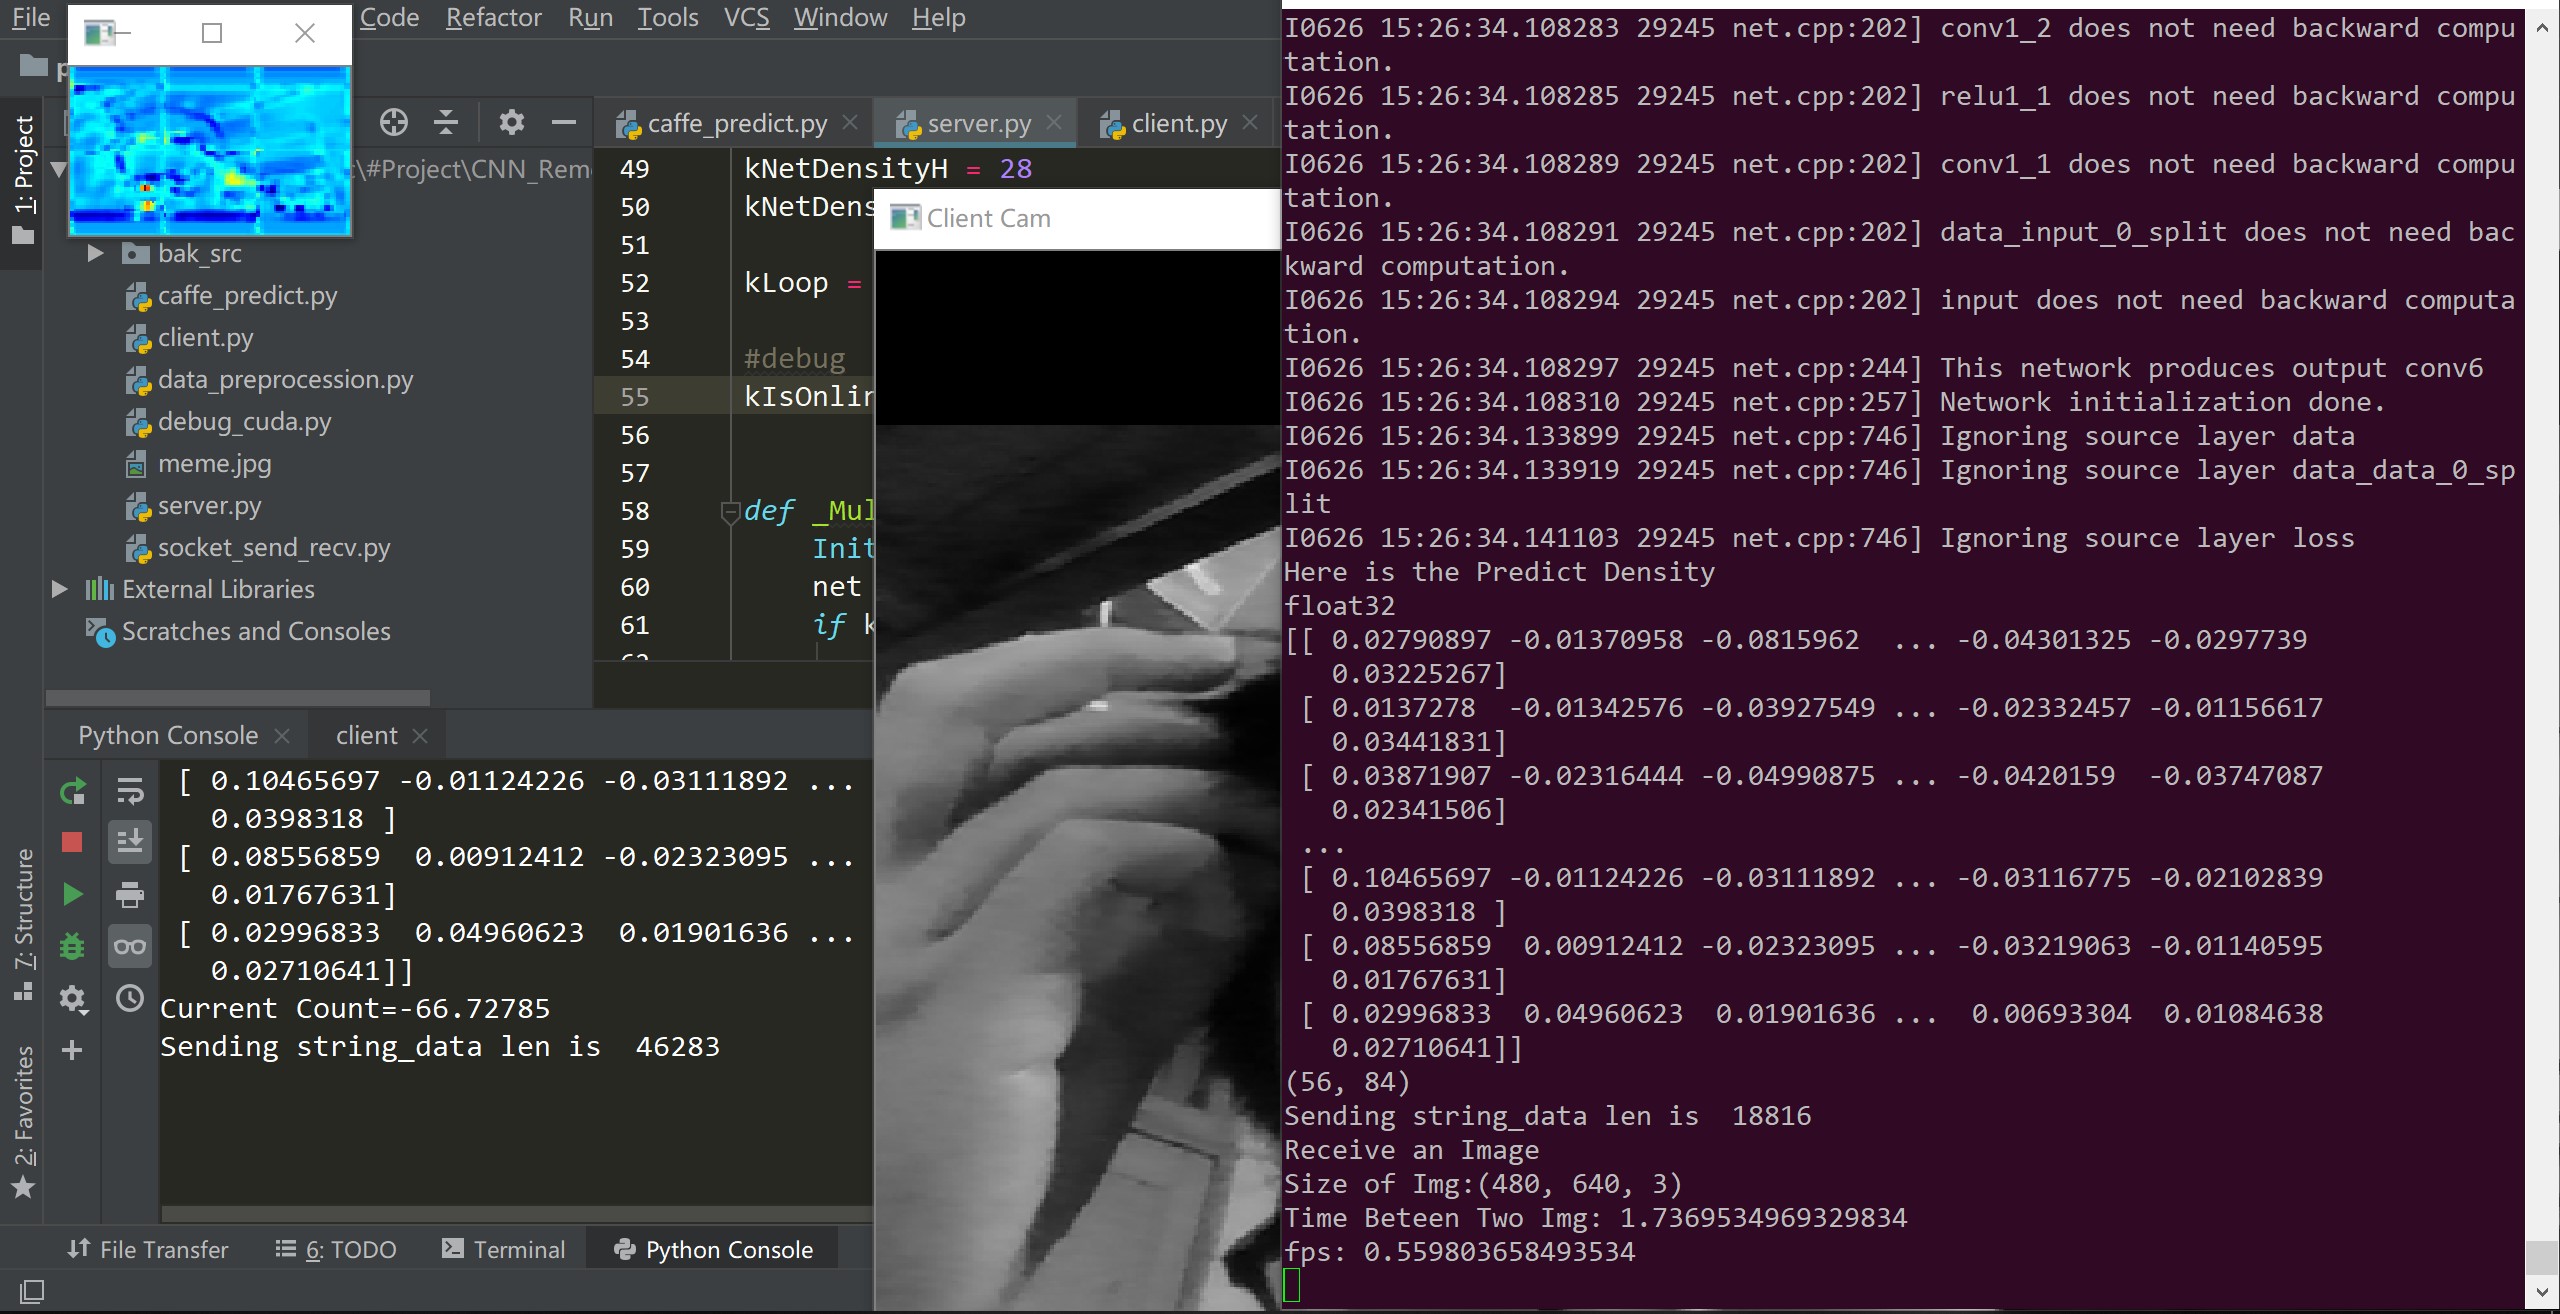 File
Code Refactor Run Tools VCS Window Help
p
1: Project
t\#Project\CNN_Rem
bak_src
caffe_predict.py
client.py
data_preprocession.py
debug_cuda.py
meme.jpg
server.py
socket_send_recv.py
External Libraries
Scratches and Consoles
caffe_predict.py server.py client.py
49 kNetDensityH = 28
50 kNetDens
51
52 kLoop =
53
54 #debug
55 kIsOnlin
56
57
58 def _Mul
59 Init
60 net
61 if k
62
Client Cam
Python Console client
[ 0.10465697 -0.01124226 -0.03111892 ...
0.0398318 ]
[ 0.08556859 0.00912412 -0.02323095 ...
0.01767631]
[ 0.02996833 0.04960623 0.01901636 ...
0.02710641]]
Current Count=-66.72785
Sending string_data len is 46283
7: Structure
2: Favorites
File Transfer 6: TODO Terminal Python Console
I0626 15:26:34.108283 29245 net.cpp:202] conv1_2 does not need backward compu
tation.
I0626 15:26:34.108285 29245 net.cpp:202] relu1_1 does not need backward compu
tation.
I0626 15:26:34.108289 29245 net.cpp:202] conv1_1 does not need backward compu
tation.
I0626 15:26:34.108291 29245 net.cpp:202] data_input_0_split does not need bac
kward computation.
I0626 15:26:34.108294 29245 net.cpp:202] input does not need backward computa
tion.
I0626 15:26:34.108297 29245 net.cpp:244] This network produces output conv6
I0626 15:26:34.108310 29245 net.cpp:257] Network initialization done.
I0626 15:26:34.133899 29245 net.cpp:746] Ignoring source layer data
I0626 15:26:34.133919 29245 net.cpp:746] Ignoring source layer data_data_0_sp
lit
I0626 15:26:34.141103 29245 net.cpp:746] Ignoring source layer loss
Here is the Predict Density
float32
[[ 0.02790897 -0.01370958 -0.0815962 ... -0.04301325 -0.0297739
0.03225267]
[ 0.0137278 -0.01342576 -0.03927549 ... -0.02332457 -0.01156617
0.03441831]
[ 0.03871907 -0.02316444 -0.04990875 ... -0.0420159 -0.03747087
0.02341506]
...
[ 0.10465697 -0.01124226 -0.03111892 ... -0.03116775 -0.02102839
0.0398318 ]
[ 0.08556859 0.00912412 -0.02323095 ... -0.03219063 -0.01140595
0.01767631]
[ 0.02996833 0.04960623 0.01901636 ... 0.00693304 0.01084638
0.02710641]]
(56, 84)
Sending string_data len is 18816
Receive an Image
Size of Img:(480, 640, 3)
Time Beteen Two Img: 1.7369534969329834
fps: 0.559803658493534